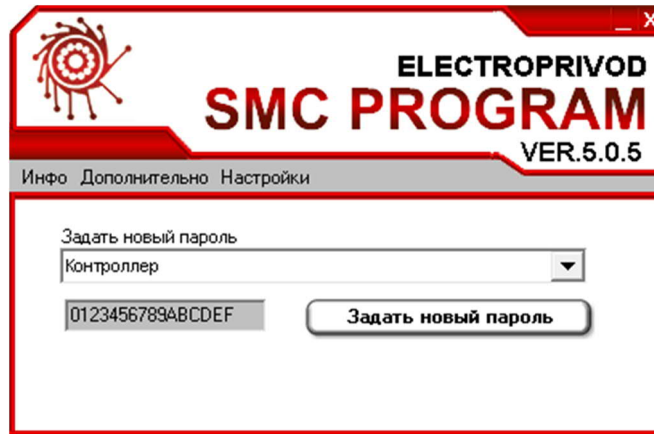 _ X
ELECTROPRIVOD
SMC PROGRAM
VER.5.0.5
Инфо Дополнительно Настройки
Задать новый пароль
Контроллер
0123456789ABCDEF Задать новый пароль